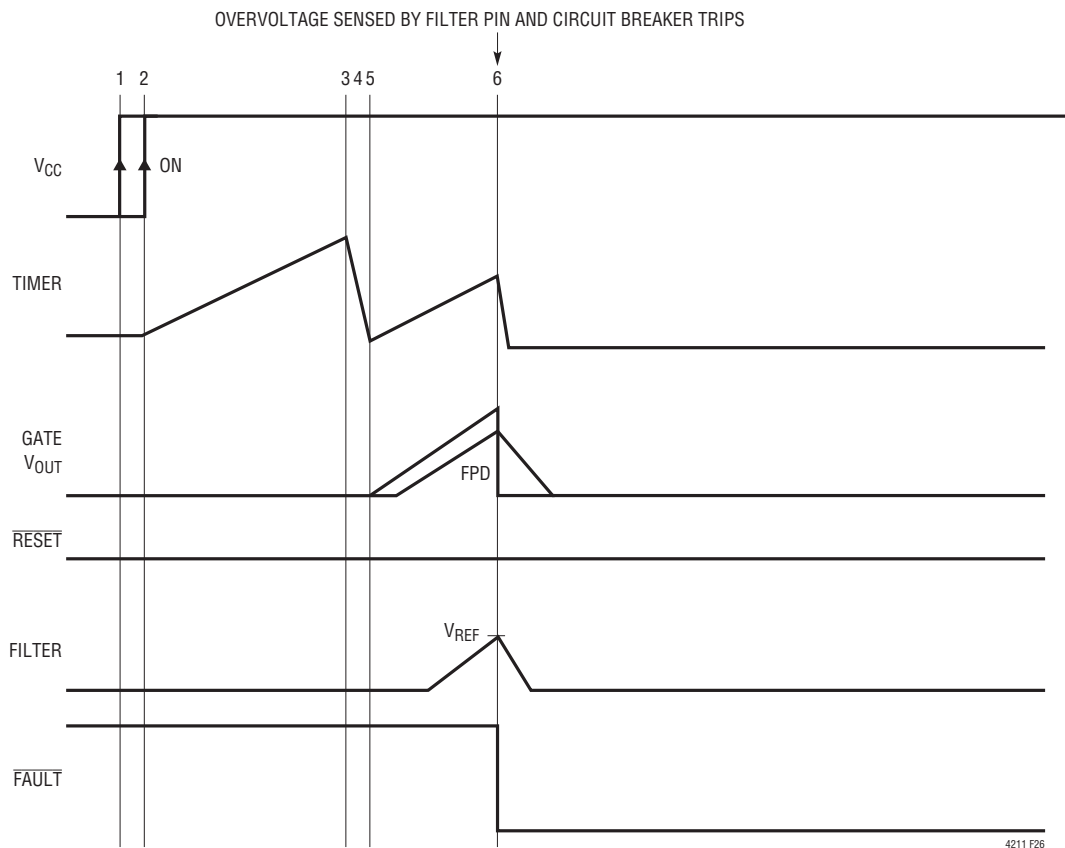 OVERVOLTAGE SENSED BY FILTER PIN AND CIRCUIT BREAKER TRIPS
1 2 3 4 5 6
VCC
ON
TIMER
GATE
VOUT
FPD
RESET
VREF
FILTER
FAULT
4211 F26